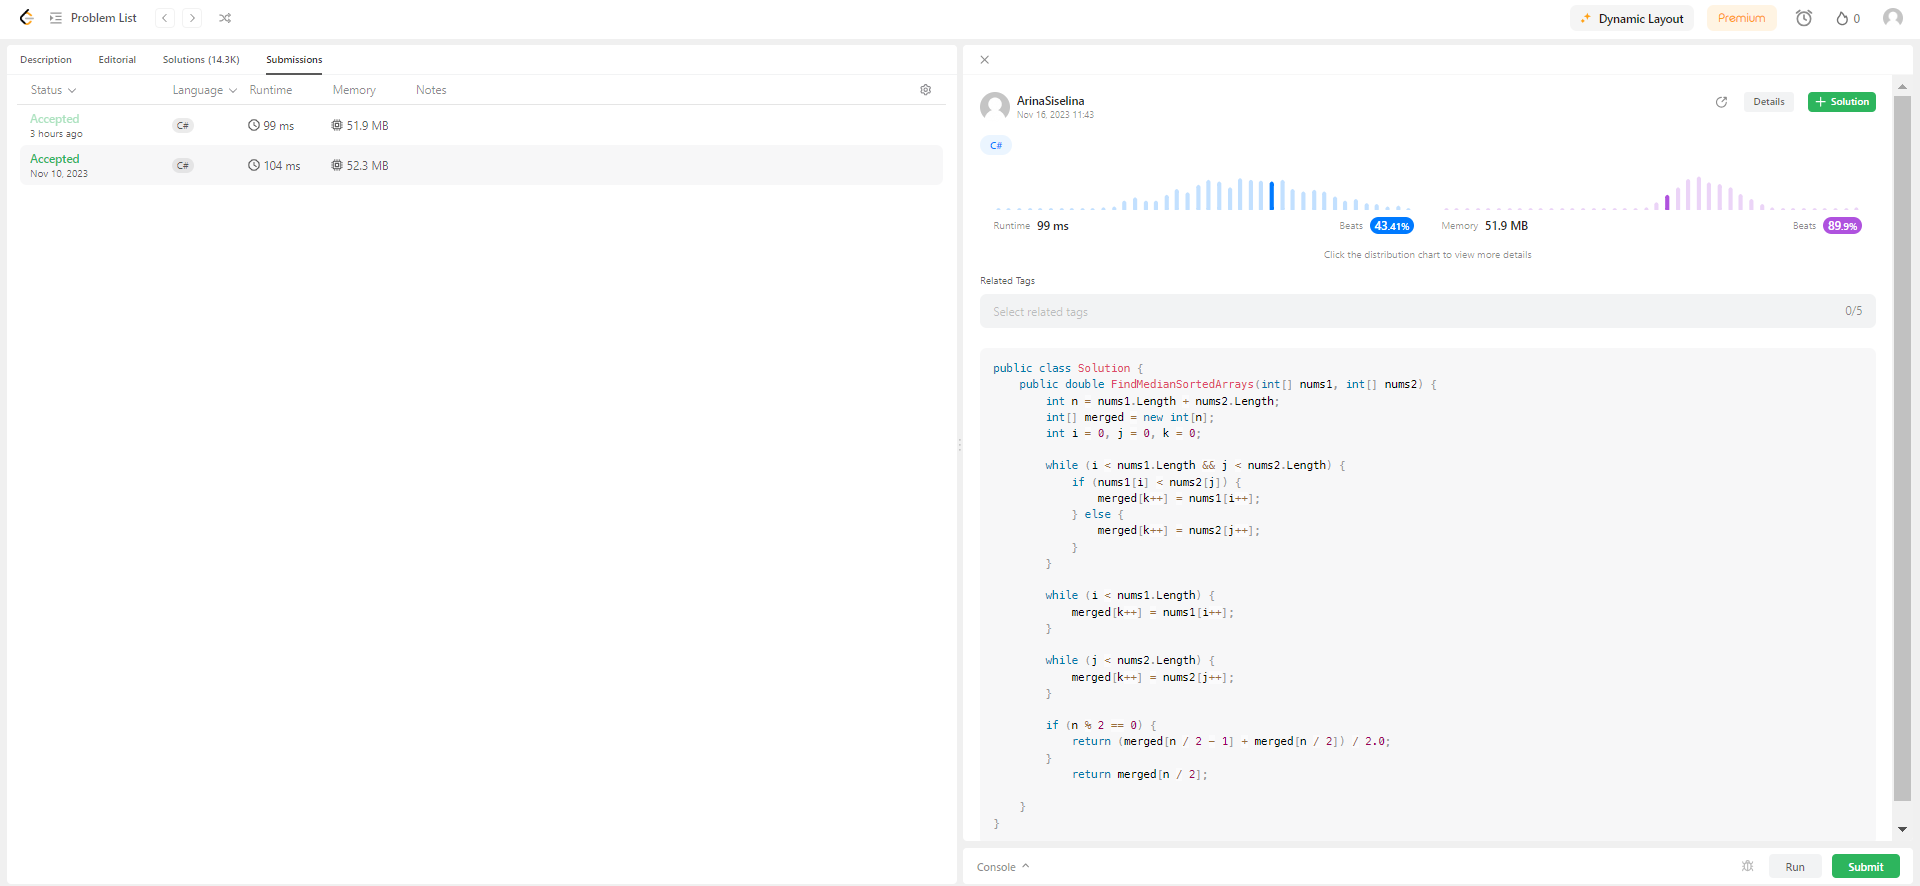 Problem List
Dynamic Layout
Premium
0
Description Editorial Solutions (14.3K) Submissions
Status Language Runtime Memory Notes
Accepted
3 hours ago
C# 99 ms 51.9 MB
Accepted
Nov 10, 2023
C# 104 ms 52.3 MB
ArinaSiselina
Nov 16, 2023 11:43
Details
+ Solution
C#
Runtime 99 ms Beats 43.41% Memory 51.9 MB Beats 89.9%
Click the distribution chart to view more details
Related Tags
Select related tags 0/5
public class Solution {
    public double FindMedianSortedArrays(int[] nums1, int[] nums2) {
        int n = nums1.Length + nums2.Length;
        int[] merged = new int[n];
        int i = 0, j = 0, k = 0;

        while (i < nums1.Length && j < nums2.Length) {
            if (nums1[i] < nums2[j]) {
                merged[k++] = nums1[i++];
            } else {
                merged[k++] = nums2[j++];
            }
        }

        while (i < nums1.Length) {
            merged[k++] = nums1[i++];
        }

        while (j < nums2.Length) {
            merged[k++] = nums2[j++];
        }

        if (n % 2 == 0) {
            return (merged[n / 2 - 1] + merged[n / 2]) / 2.0;
        }
            return merged[n / 2];

    }
}
Console Run Submit